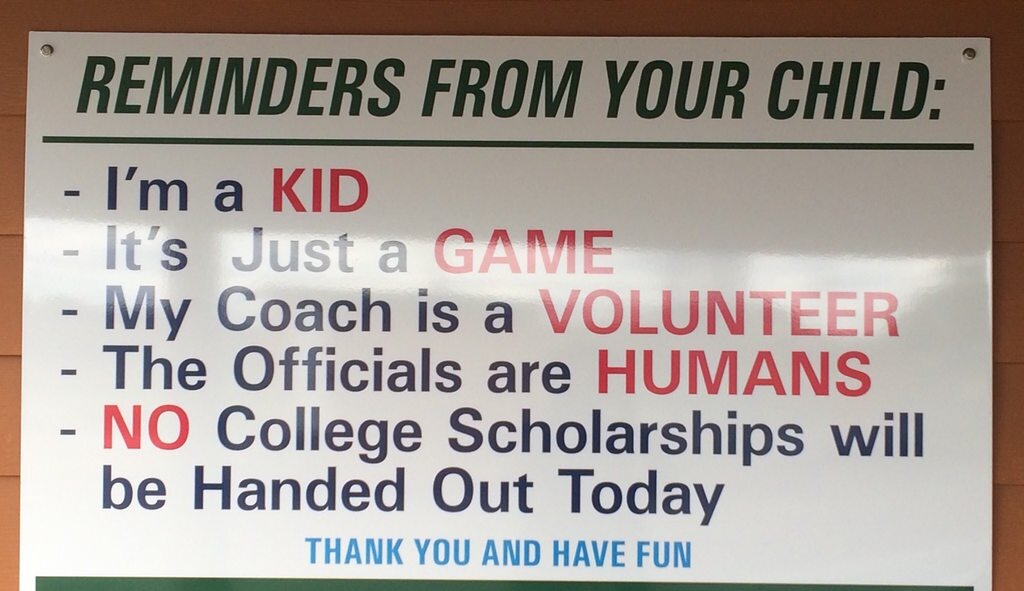 REMINDERS FROM YOUR CHILD:
- I'm a KID
- It's Just a GAME
- My Coach is a VOLUNTEER
- The Officials are HUMANS
- NO College Scholarships will
be Handed Out Today
THANK YOU AND HAVE FUN